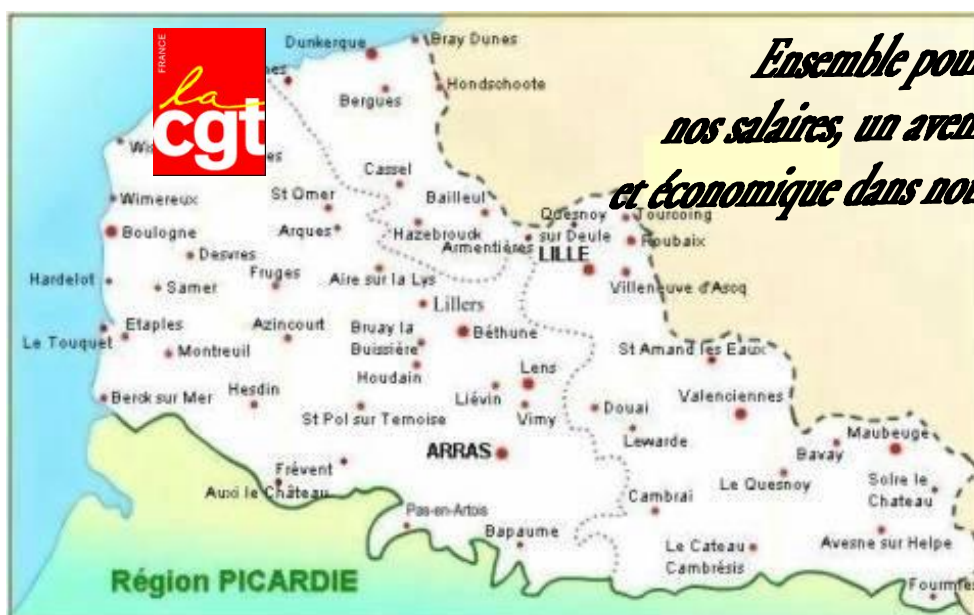 Dunkerque
Bray Dunes
FRANCE
la
cgt
Ensemble pou
Hondschoote
Bergues
nos salaires, un aven
Cassel
et économique dans nou
Wimereux
St Omer
Bailleul
Quesnoy
sur Deule
Tourcoing
Boulogne
Arques
Hazebrouck
Armentières
LILLE
Roubaix
Desvres
Hardelot
Samer
Fruges
Aire sur la Lys
Villeneuve d'Ascq
Lillers
Etaples
Azincourt
Bruay la
Buissière
Béthune
Le Touquet
Montreuil
St Amand les Eaux
Houdain
Lens
Berck sur Mer
Hesdin
Liévin
Valenciennes
St Pol sur Ternoise
Vimy
Douai
Lewarde
Maubeuge
ARRAS
Bavay
Frévent
Le Quesnoy
Solre le
Chateau
Auxi le Château
Cambrai
Pas-en-Artois
Bapaume
Le Cateau
Cambrésis
Avesne sur Helpe
Région PICARDIE
Fourmies